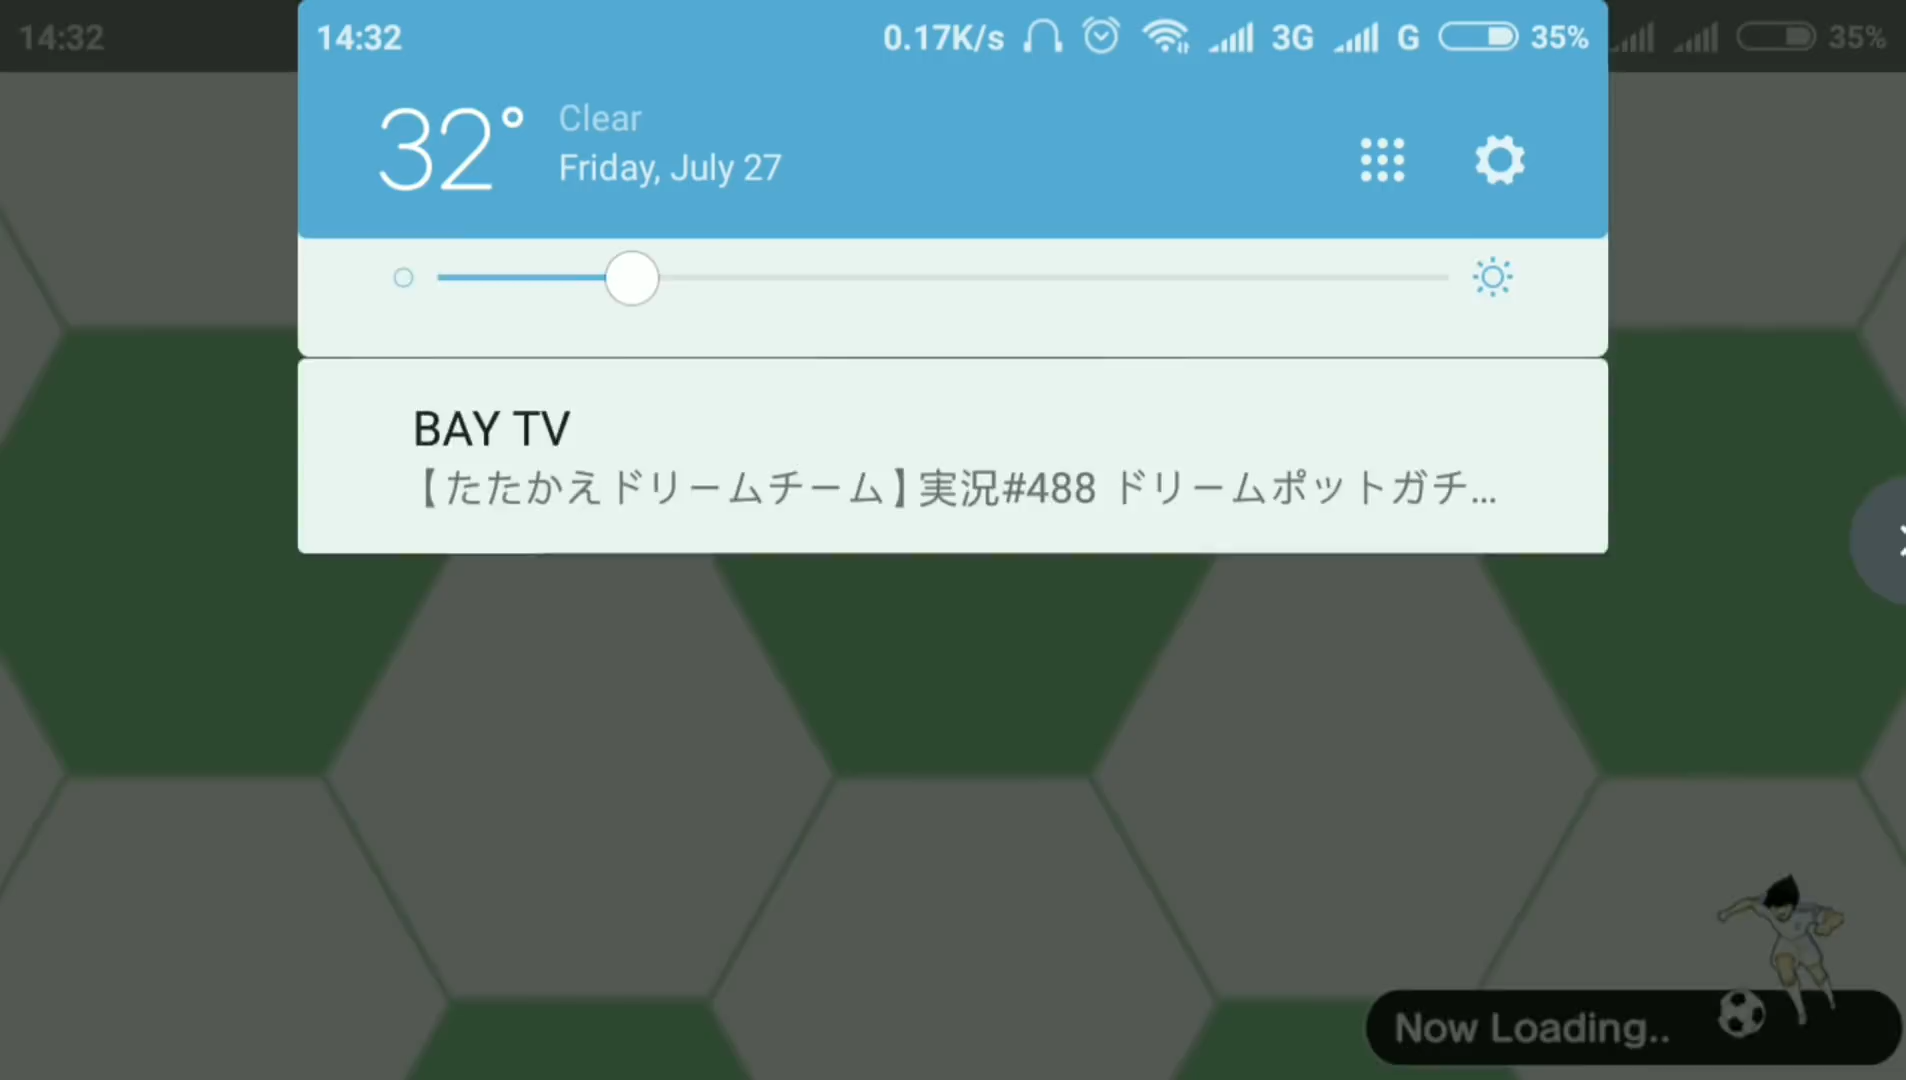 14:32
14:32 0.17K/s 3G G 35%
35%
32° Clear
Friday, July 27
BAY TV
【たたかえドリームチーム】実況#488 ドリームポットガチ...
Now Loading..